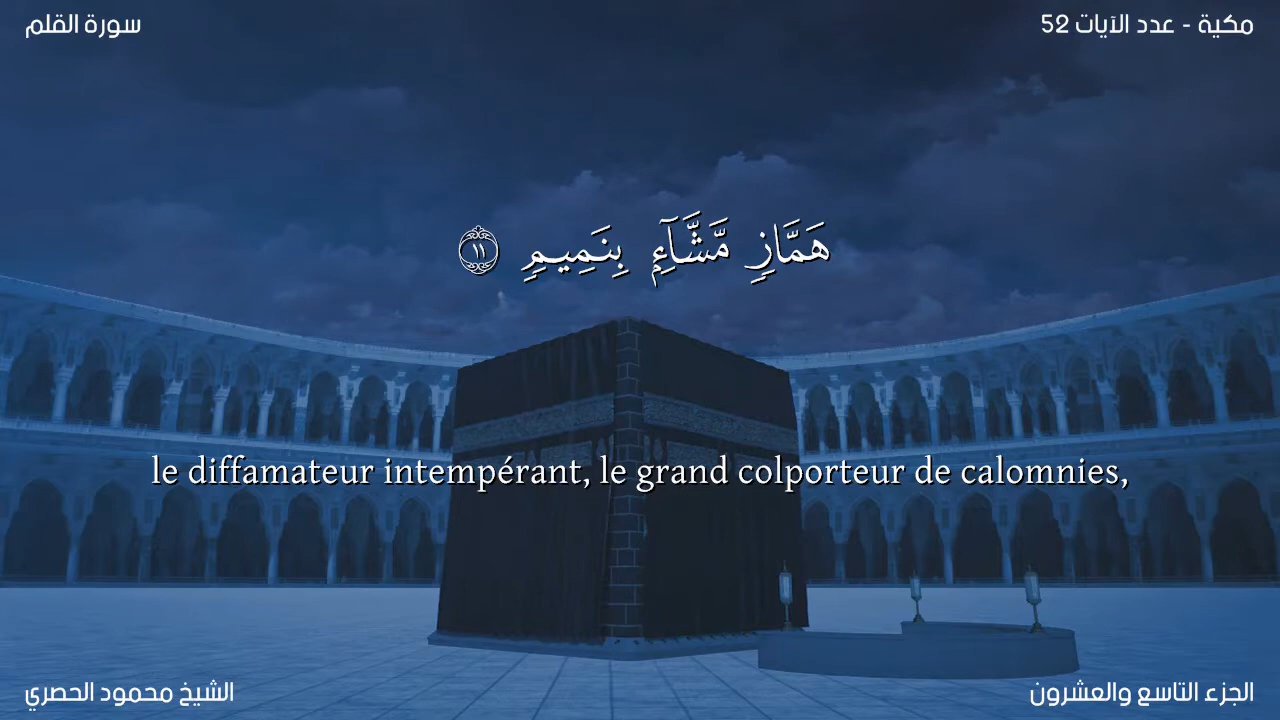 سورة القلم
مكية - عدد الآيات 52
هَمَّازٍ مَّشَّآءِۭ بِنَمِيمٍ ١١
le diffamateur intempérant, le grand colporteur de calomnies,
الشيخ محمود الحصري
الجزء التاسع والعشرون